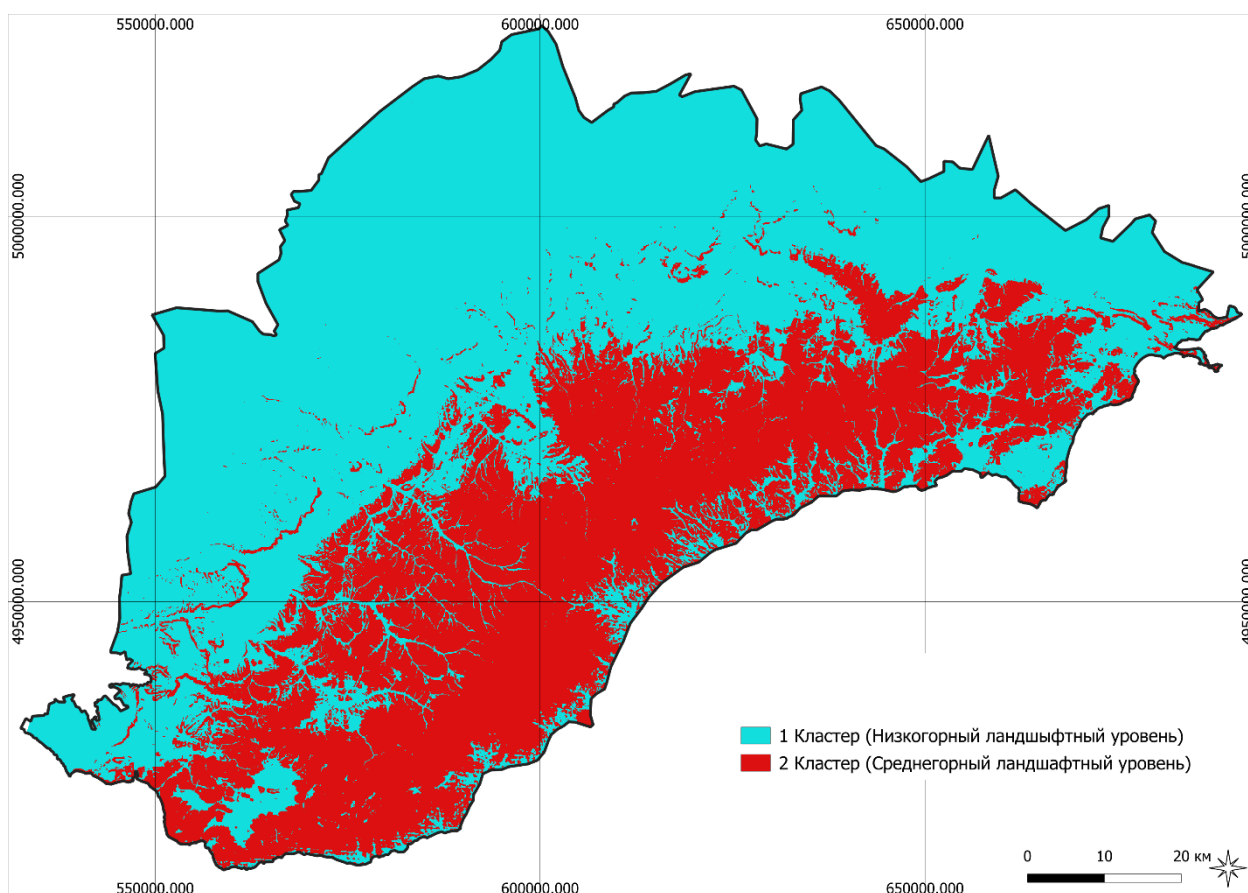 550000.000 600000.000 650000.000
5000000.000 5000000.000
4950000.000 4950000.000
1 Кластер (Низкогорный ландшыфтный уровень)
2 Кластер (Среднегорный ландшафтный уровень)
0 10 20 км
550000.000 600000.000 650000.000